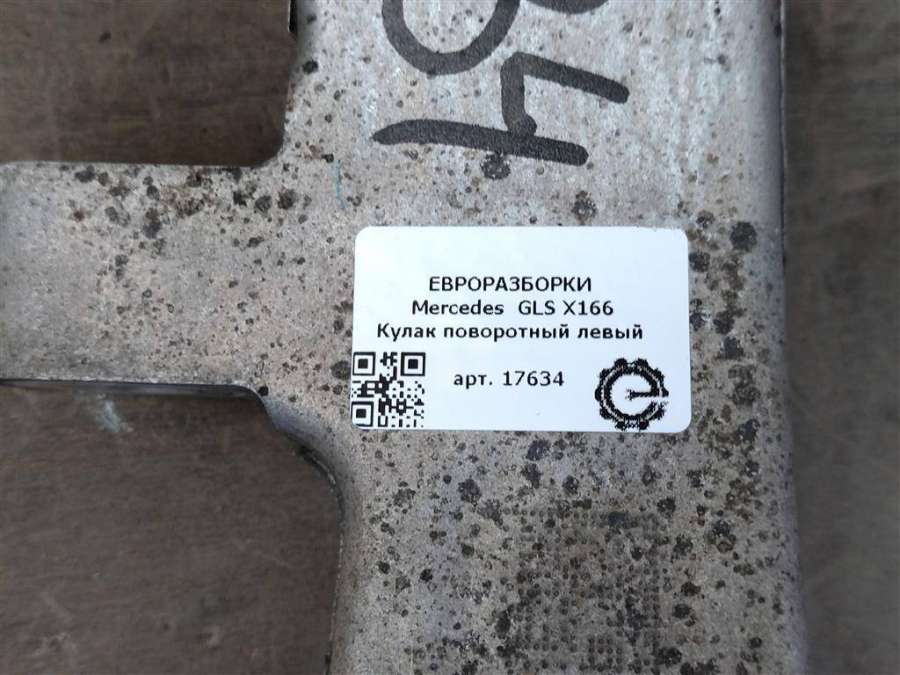 ЕВРОРАЗБОРКИ
Mercedes GLS X166
Кулак поворотный левый
арт. 17634